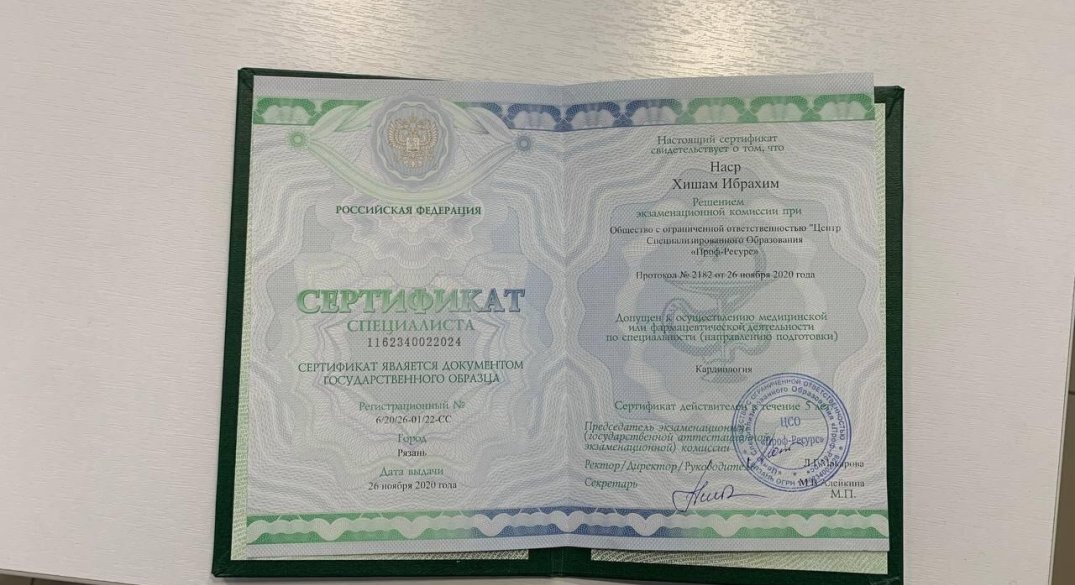 РОССИЙСКАЯ ФЕДЕРАЦИЯ
СЕРТИФИКАТ
СПЕЦИАЛИСТА
1162340022024
СЕРТИФИКАТ ЯВЛЯЕТСЯ ДОКУМЕНТОМ
ГОСУДАРСТВЕННОГО ОБРАЗЦА
Регистрационный №
6/20/26-01/22-СС
Город
Рязань
Дата выдачи
26 ноября 2020 года
Настоящий сертификат
свидетельствует о том, что
Наср
Хишам Ибрахим
Решением
экзаменационной комиссии при
Общество с ограниченной ответственностью "Центр
Специализированного Образования
«Проф-Ресурс»
Протокол № 2182 от 26 ноября 2020 года
Допущен к осуществлению медицинской
или фармацевтической деятельности
по специальности (направлению подготовки)
Кардиология
Сертификат действителен в течение 5 лет
Председатель экзаменационной
(государственной аттестационной
экзаменационной) комиссии
Ректор/Директор/Руководитель
Секретарь
М.П.
ЦСО
«Проф-Ресурс»